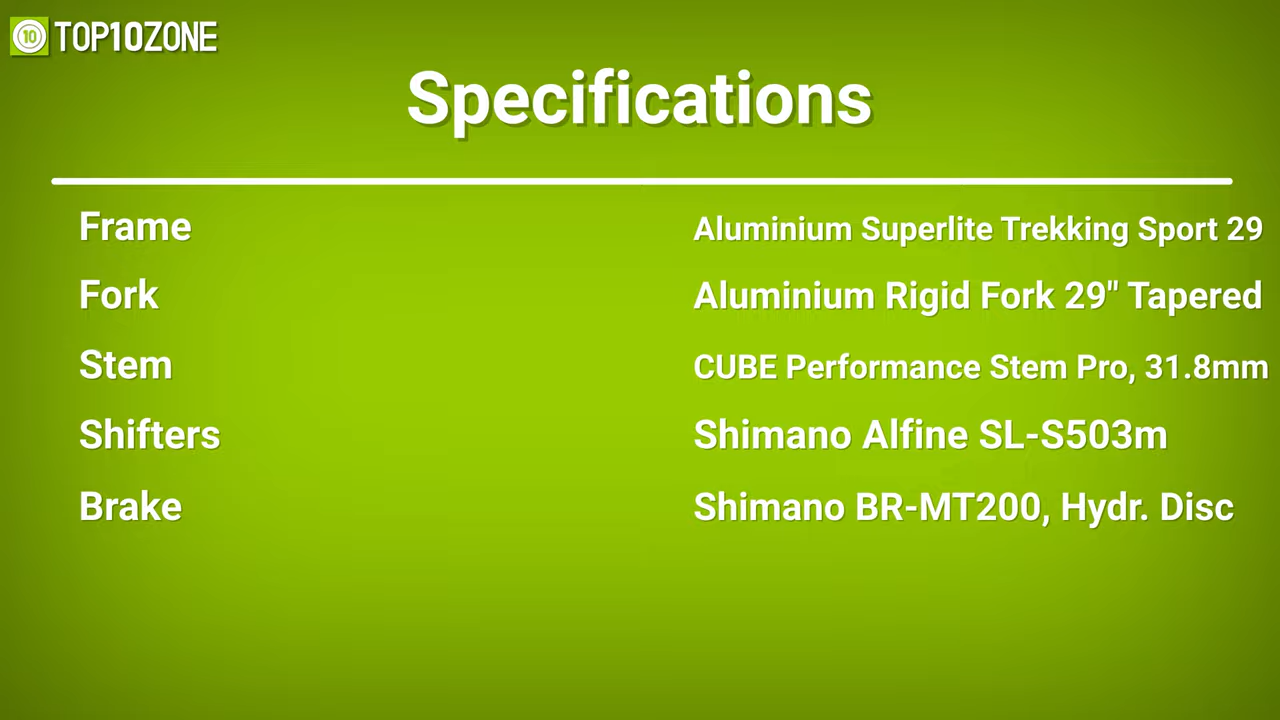 10 TOP10ZONE
Specifications
Frame Aluminium Superlite Trekking Sport 29
Fork Aluminium Rigid Fork 29" Tapered
Stem CUBE Performance Stem Pro, 31.8mm
Shifters Shimano Alfine SL-S503m
Brake Shimano BR-MT200, Hydr. Disc